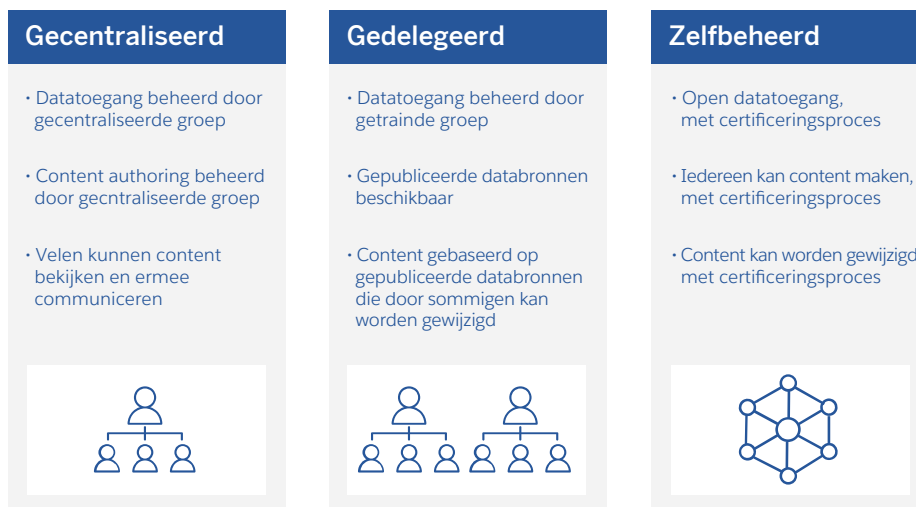 Gecentraliseerd
• Datatoegang beheerd door
gecentraliseerde groep
• Content authoring beheerd
door gecntraliseerde groep
• Velen kunnen content
bekijken en ermee
communiceren
Gedelegeerd
• Datatoegang beheerd door
getrainde groep
• Gepubliceerde databronnen
beschikbaar
• Content gebaseerd op
gepubliceerde databronnen
die door sommigen kan
worden gewijzigd
Zelfbeheerd
• Open datatoegang,
met certificeringsproces
• Iedereen kan content maken,
met certificeringsproces
• Content kan worden gewijzigd
met certificeringsproces